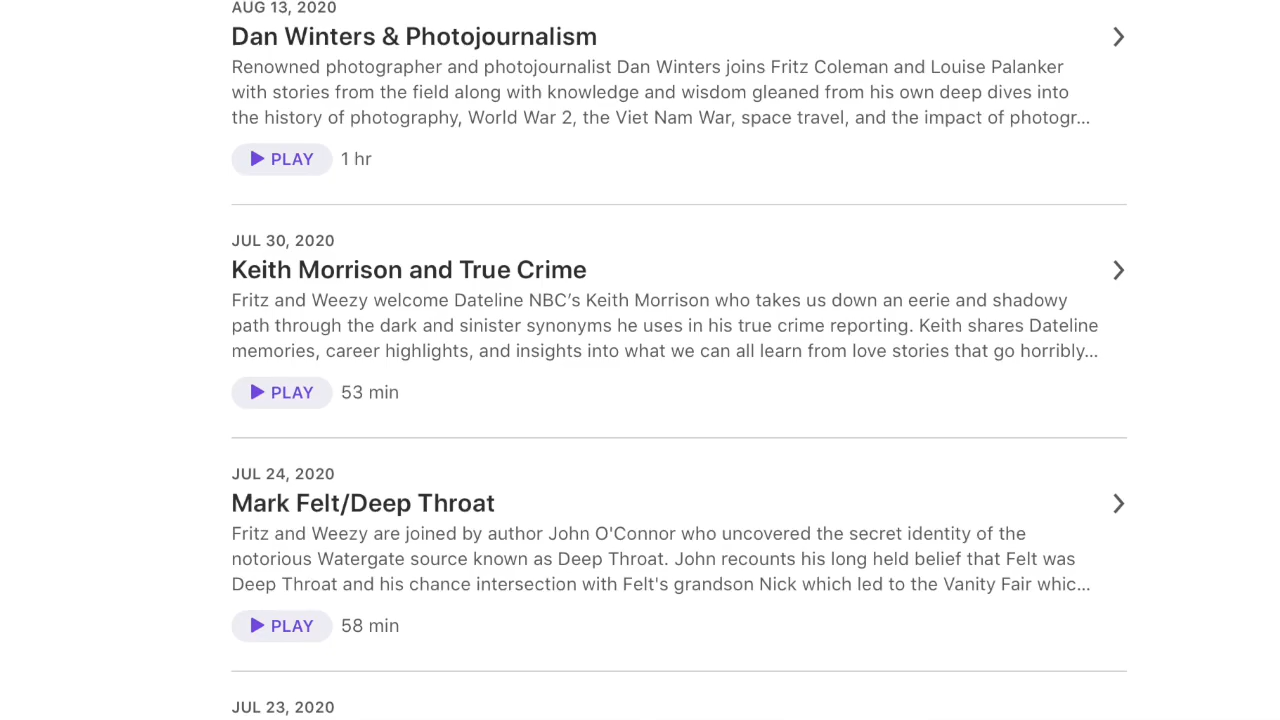 AUG 13, 2020
Dan Winters & Photojournalism
Renowned photographer and photojournalist Dan Winters joins Fritz Coleman and Louise Palanker
with stories from the field along with knowledge and wisdom gleaned from his own deep dives into
the history of photography, World War 2, the Viet Nam War, space travel, and the impact of photogr...
PLAY 1 hr
JUL 30, 2020
Keith Morrison and True Crime
Fritz and Weezy welcome Dateline NBC’s Keith Morrison who takes us down an eerie and shadowy
path through the dark and sinister synonyms he uses in his true crime reporting. Keith shares Dateline
memories, career highlights, and insights into what we can all learn from love stories that go horribly...
PLAY 53 min
JUL 24, 2020
Mark Felt/Deep Throat
Fritz and Weezy are joined by author John O'Connor who uncovered the secret identity of the
notorious Watergate source known as Deep Throat. John recounts his long held belief that Felt was
Deep Throat and his chance intersection with Felt's grandson Nick which led to the Vanity Fair whic...
PLAY 58 min
JUL 23, 2020